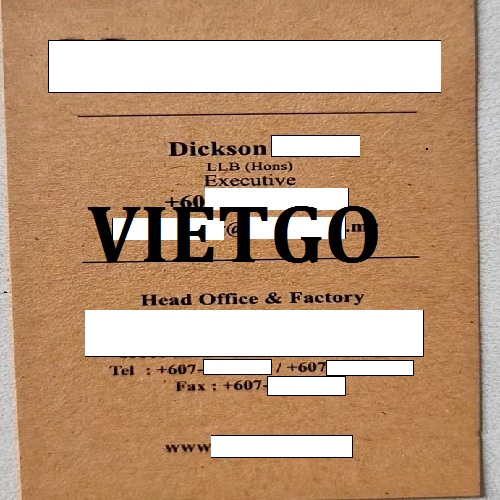 Dickson
LLB (Hons)
Executive
+60
VIETGO
@ .m
Head Office & Factory
Tel : +607- / +607
Fax : +607-
www